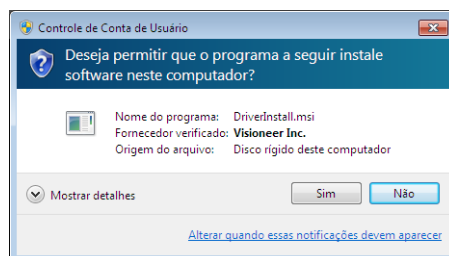 Controle de Conta de Usuário
Deseja permitir que o programa a seguir instale
software neste computador?
Nome do programa: DriverInstall.msi
Fornecedor verificado: Visioneer Inc.
Origem do arquivo: Disco rígido deste computador
Mostrar detalhes Sim Não
Alterar quando essas notificações devem aparecer